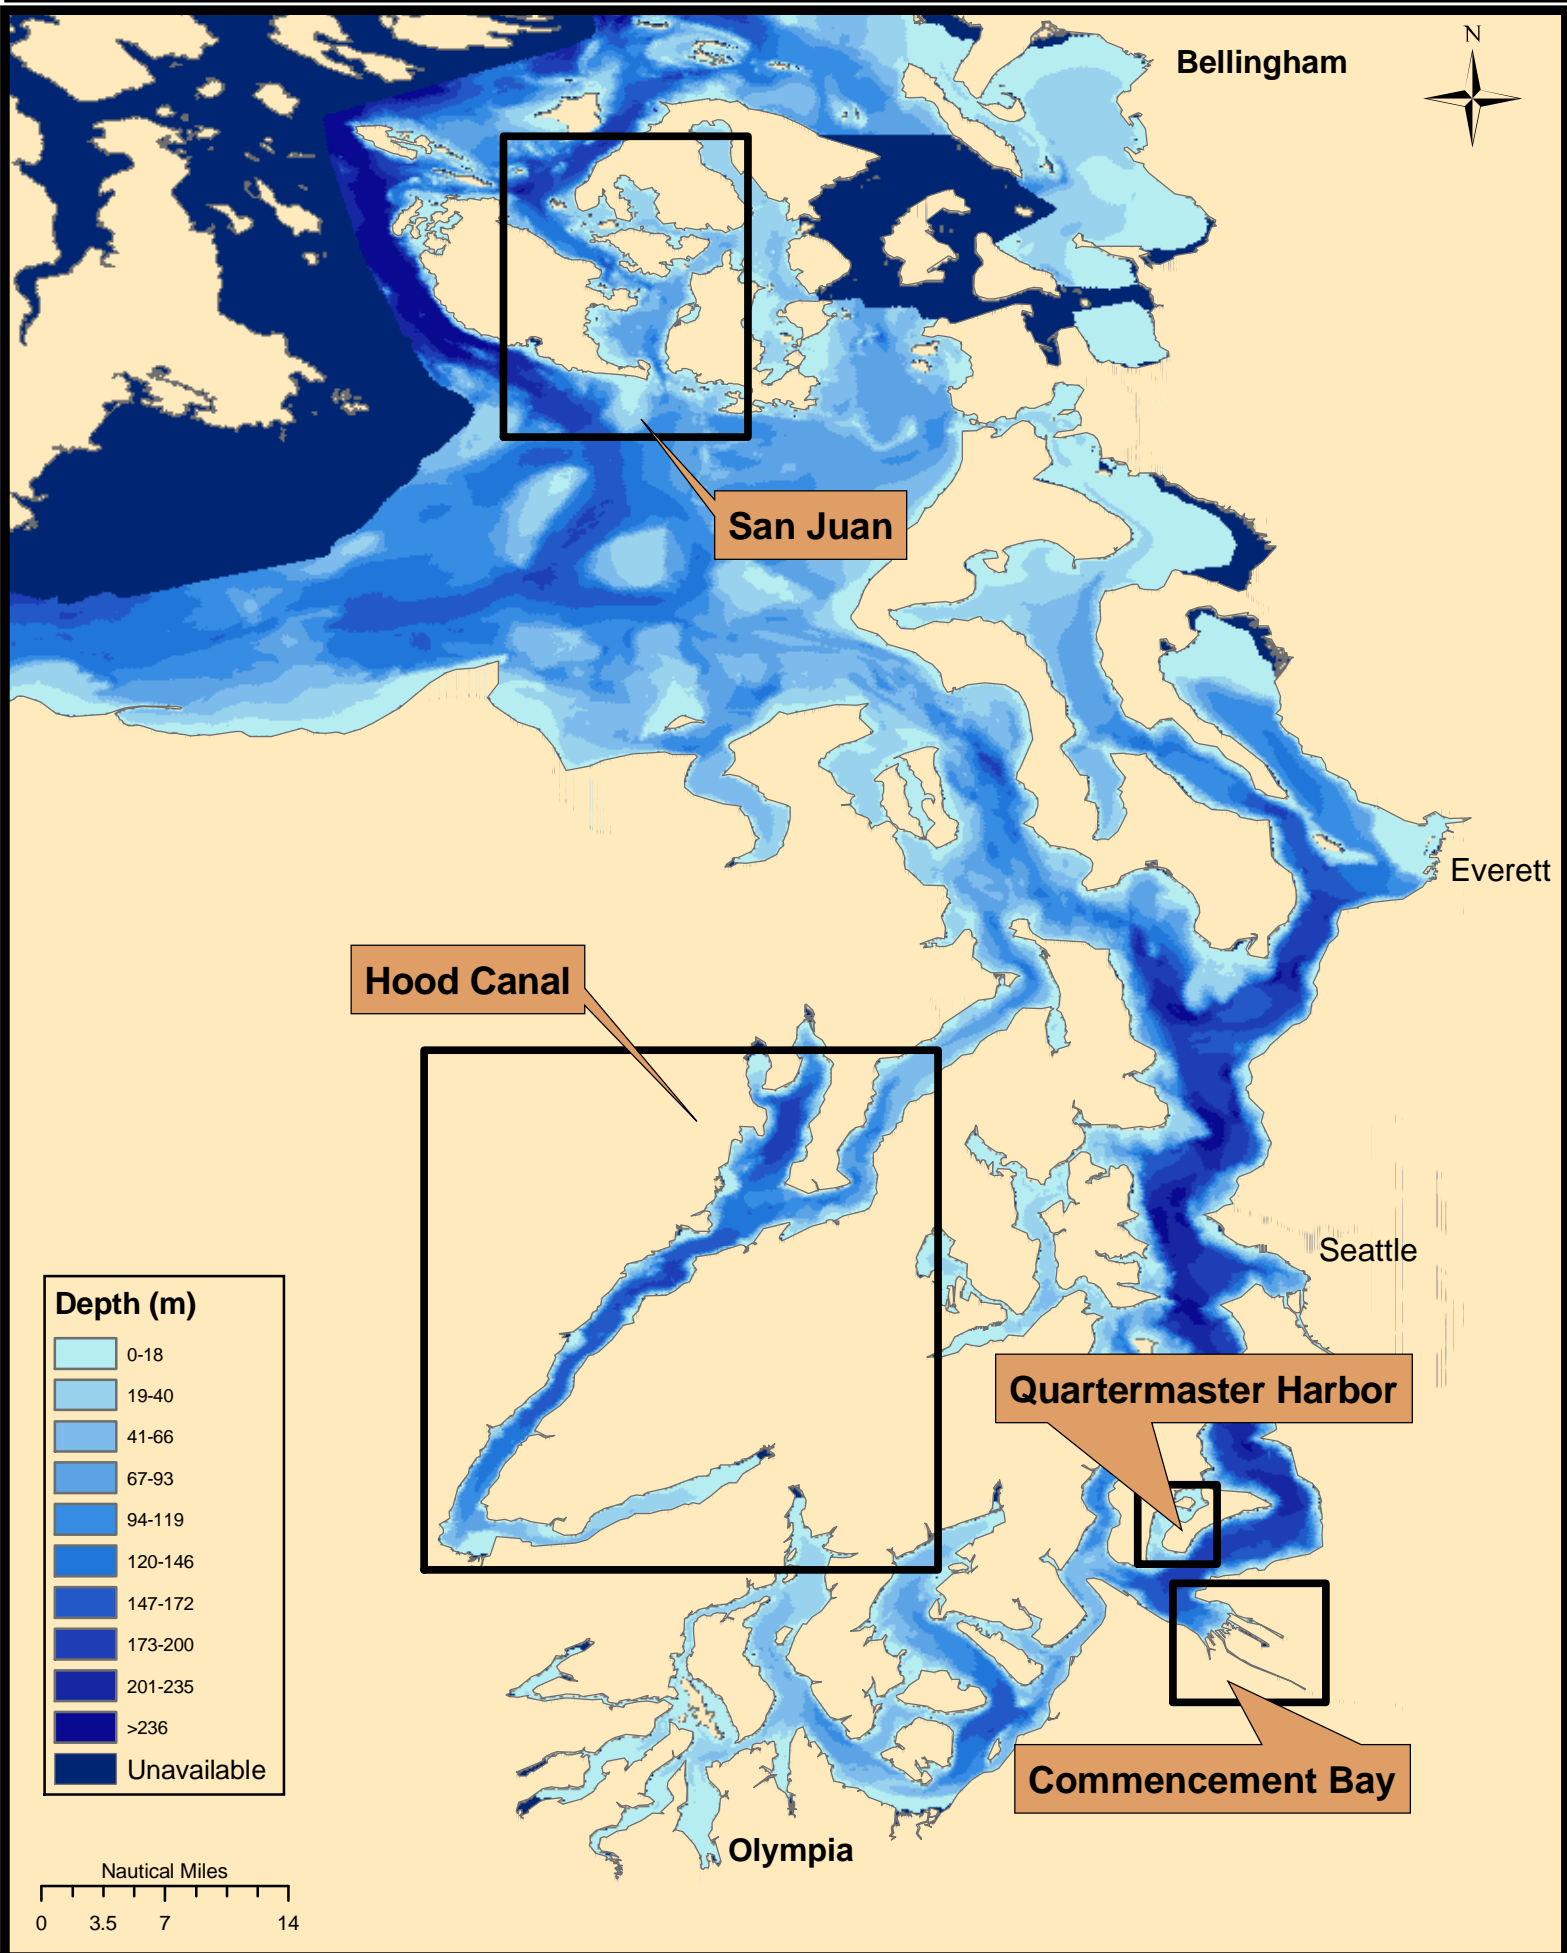 N
Bellingham
San Juan
Everett
Hood Canal
Seattle
Depth (m)
0-18
19-40
41-66
67-93
94-119
120-146
147-172
173-200
201-235
>236
Unavailable
Quartermaster Harbor
Commencement Bay
Olympia
Nautical Miles
0 3.5 7 14